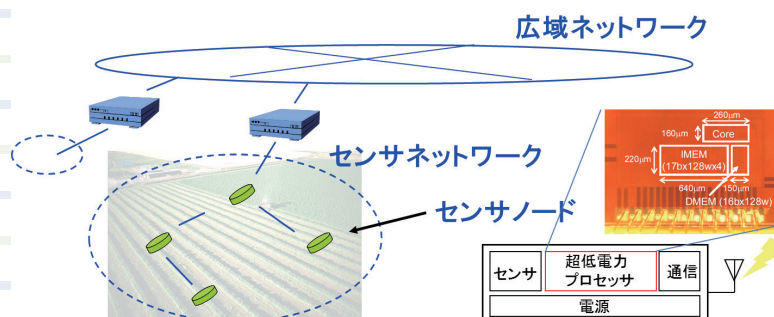 広域ネットワーク
センサネットワーク
センサノード
260μm
160μm
Core
220μm
IMEM
(17bx128wx4)
640μm
150μm
DMEM (16bx128w)
センサ
超低電力
プロセッサ
通信
電源